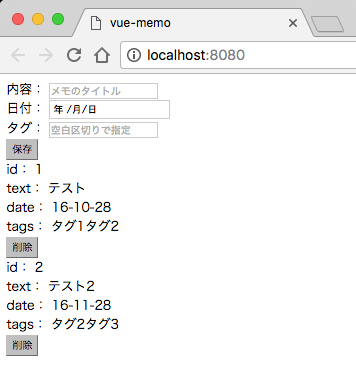 vue-memo
localhost:8080
内容： メモのタイトル
日付： 年 /月/日
タグ： 空白区切りで指定
保存
id： 1
text： テスト
date： 16-10-28
tags： タグ1タグ2
削除
id： 2
text： テスト2
date： 16-11-28
tags： タグ2タグ3
削除